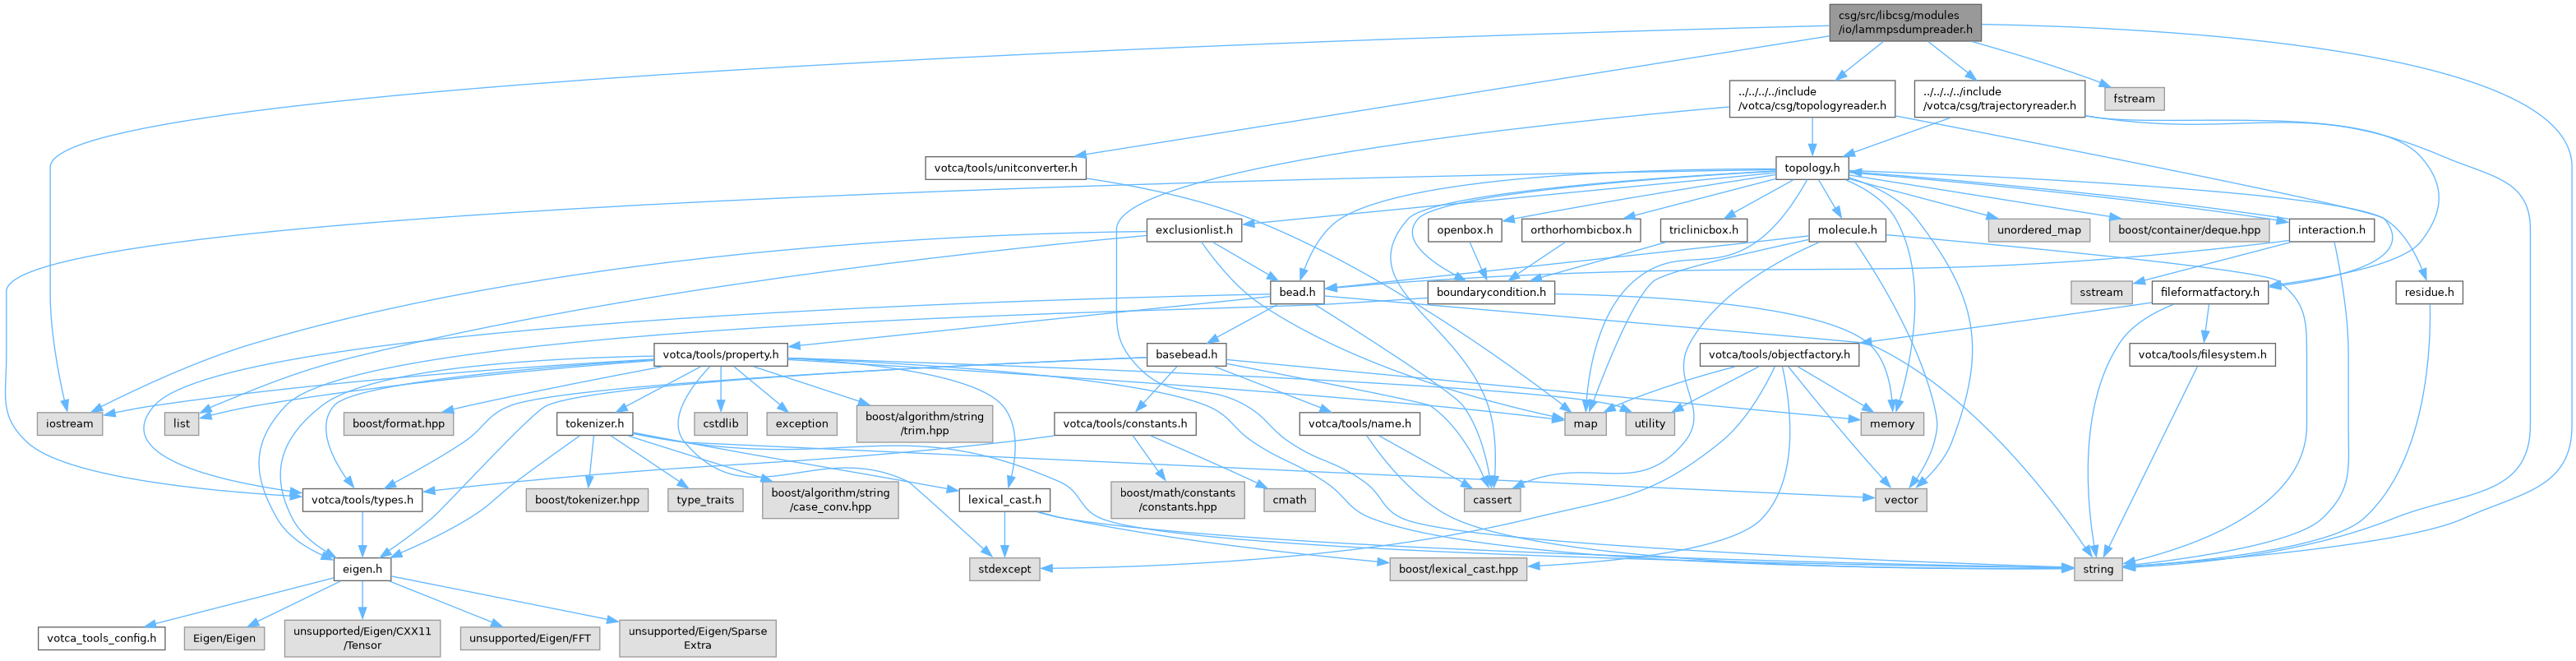 csg/src/libcsg/modules
/io/lammpsdumpreader.h
../../../../include
/votca/csg/topologyreader.h
../../../../include
/votca/csg/trajectoryreader.h
fstream
votca/tools/unitconverter.h
topology.h
exclusionlist.h
openbox.h
orthorhombicbox.h
triclinicbox.h
molecule.h
unordered_map
boost/container/deque.hpp
interaction.h
bead.h
boundarycondition.h
sstream
fileformatfactory.h
residue.h
votca/tools/property.h
basebead.h
votca/tools/objectfactory.h
votca/tools/filesystem.h
iostream
list
boost/format.hpp
tokenizer.h
cstdlib
exception
boost/algorithm/string
/trim.hpp
votca/tools/constants.h
votca/tools/name.h
map
utility
memory
votca/tools/types.h
boost/tokenizer.hpp
type_traits
boost/algorithm/string
/case_conv.hpp
lexical_cast.h
boost/math/constants
/constants.hpp
cmath
cassert
vector
eigen.h
stdexcept
boost/lexical_cast.hpp
string
votca_tools_config.h
Eigen/Eigen
unsupported/Eigen/CXX11
/Tensor
unsupported/Eigen/FFT
unsupported/Eigen/Sparse
Extra